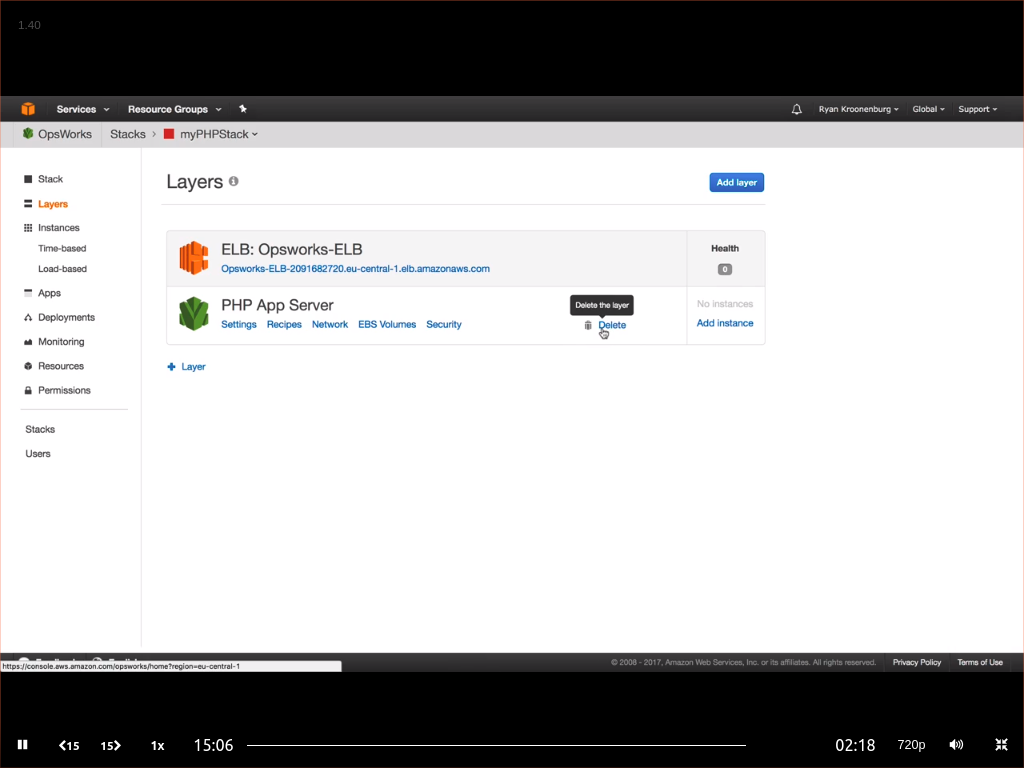 1.40
Services Resource Groups Ryan Kroonenburg Global Support
OpsWorks Stacks myPHPStack
Stack
Layers
Instances
Time-based
Load-based
Apps
Deployments
Monitoring
Resources
Permissions
Stacks
Users
Layers Add layer
ELB: Opsworks-ELB Health
Opsworks-ELB-2091682720.eu-central-1.elb.amazonaws.com 0
PHP App Server Delete the layer No instances
Settings Recipes Network EBS Volumes Security Delete Add instance
Layer
https://console.aws.amazon.com/opsworks/home?region=eu-central-1
© 2008 - 2017, Amazon Web Services, Inc. or its affiliates. All rights reserved. Privacy Policy Terms of Use
15 15 1x 15:06 02:18 720p